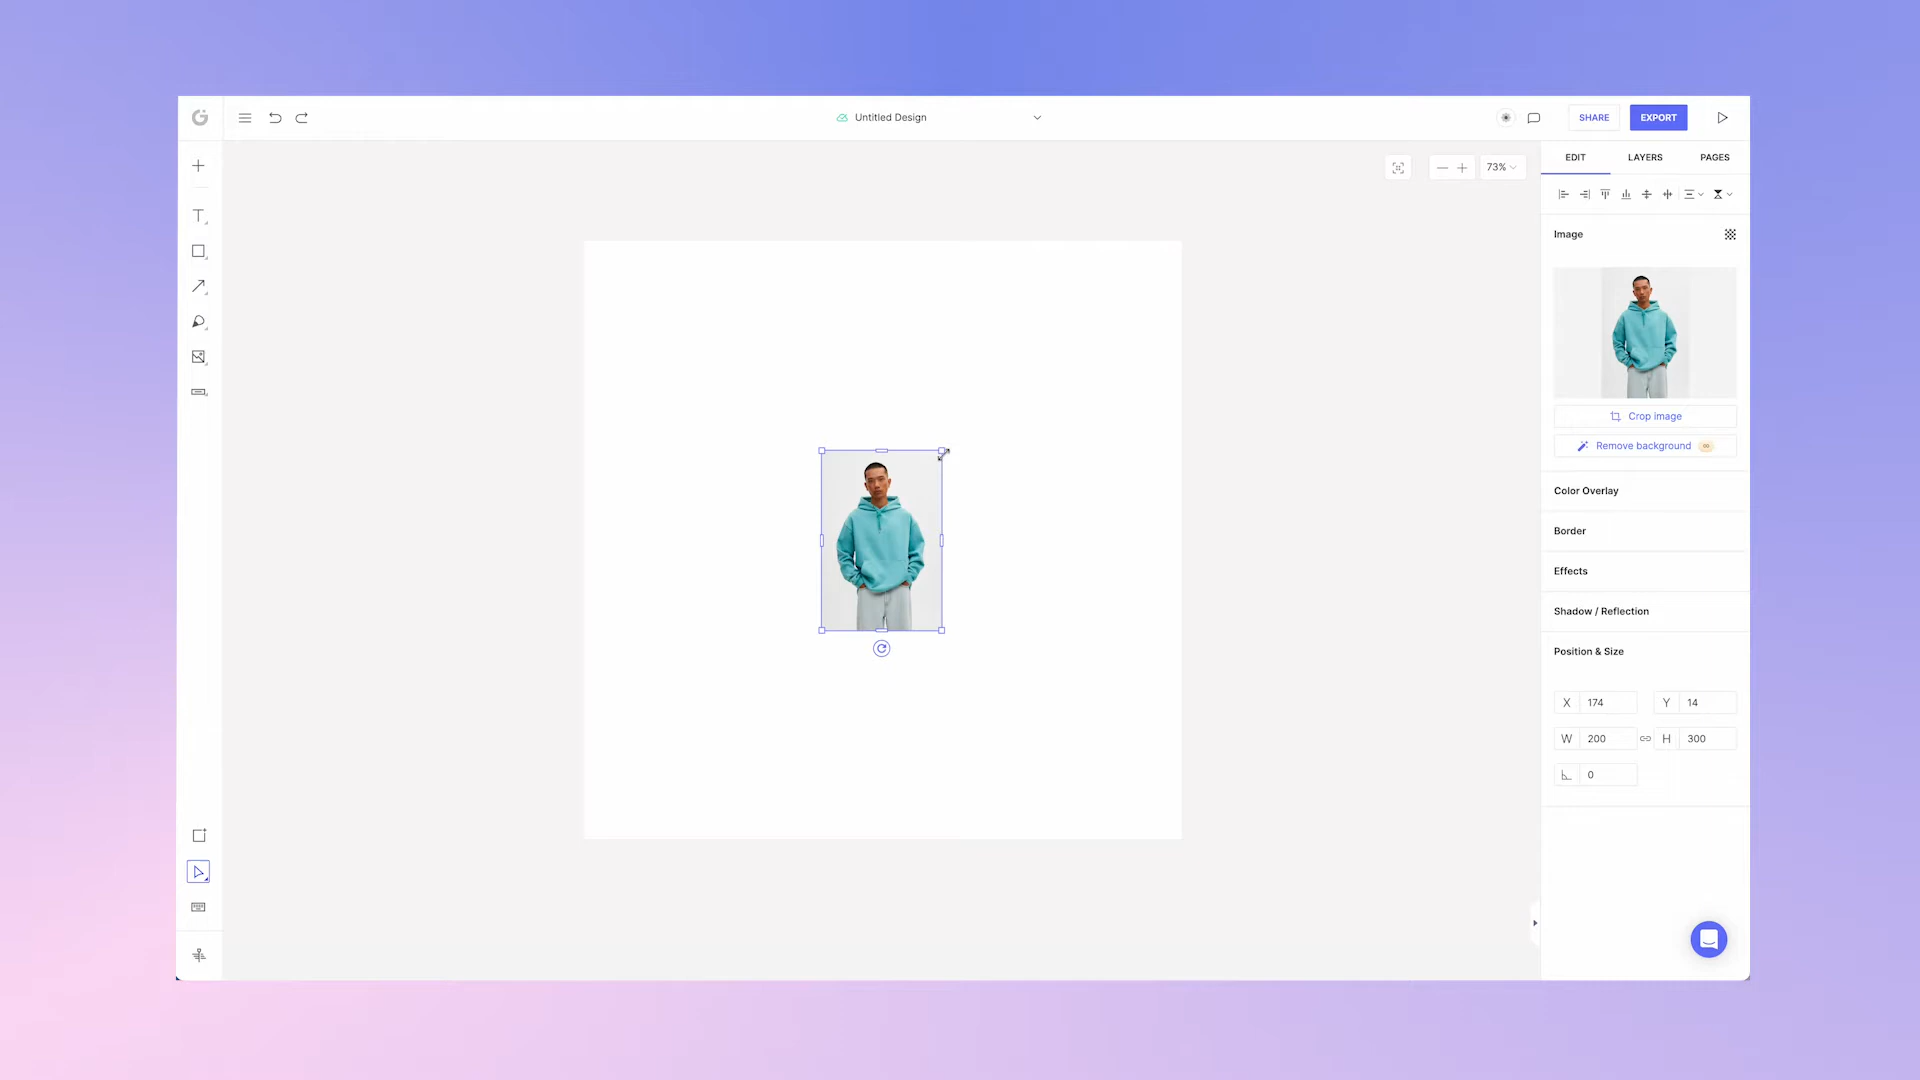 Untitled Design
SHARE
EXPORT
73%
EDIT
LAYERS
PAGES
Image
Crop image
Remove background
Color Overlay
Border
Effects
Shadow / Reflection
Position & Size
X 174
Y 14
W 200
H 300
0